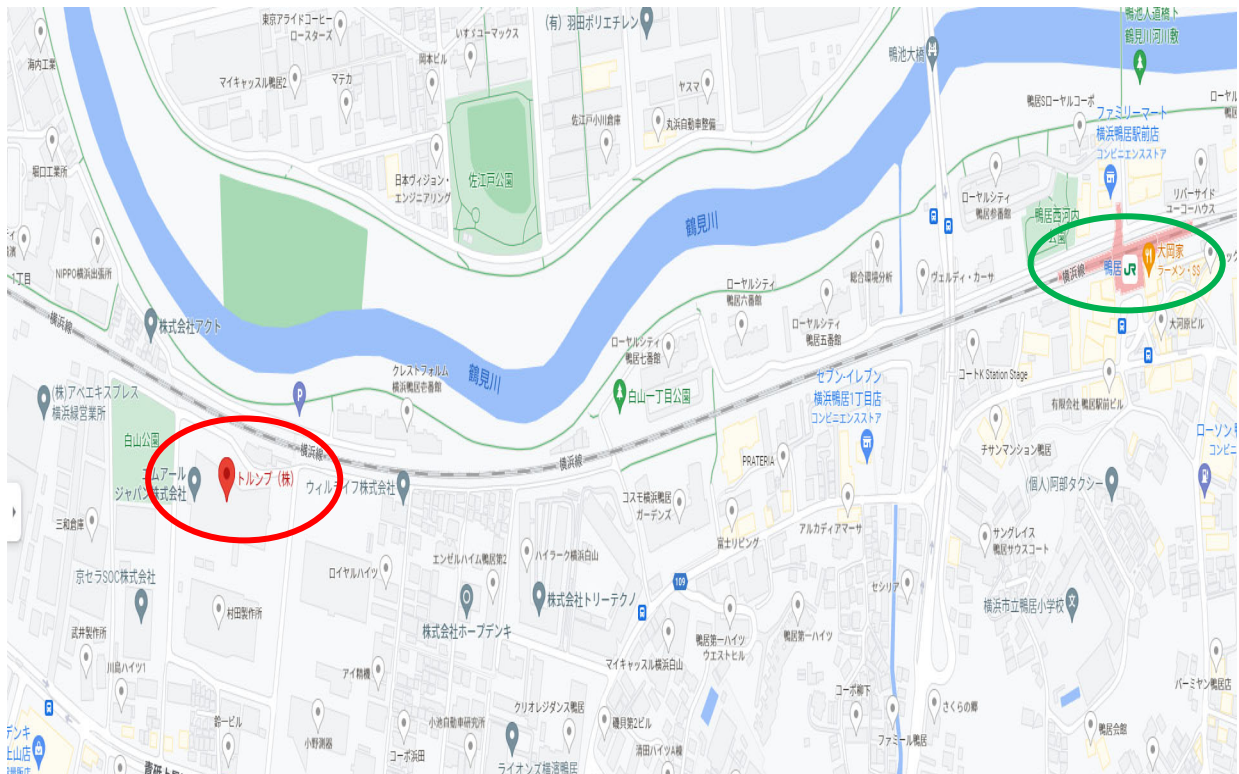 東京アライドコーヒー
ロースターズ
(有) 羽田ポリエチレン
いすゞユーマックス
岡本ビル
海内工業
マイキャッスル鴨居2
マテカ
鴨池大橋
鴨池人道橋下
鶴見川河川敷
ヤスマ
鴨居SDローヤルコーポ
ローヤル
鴨居
ファミリーマート
横浜鴨居駅前店
コンビニエンスストア
佐江戸小川倉庫
丸浜自動車整備
堀口工業所
日本ヴィジョン・
エンジニアリング
佐江戸公園
ローヤルシティ
鴨居参番館
リバーサイド
ユーコーハウス
鴨居西河内
公園
鶴見川
1丁目
NIPPO横浜出張所
総合環境分析
ヴェルディ・カーサ
横浜線
鴨居
JR
大岡家
ラーメン・SS
ローヤルシティ
鴨居六番館
横浜線
株式会社アクト
ローヤルシティ
鴨居五番館
大河原ビル
ローヤルシティ
鴨居七番館
クレストフォルム
横浜鴨居壱番館
鶴見川
セブン-イレブン
横浜鴨居1丁目店
コンビニエンスストア
コートK Station Stage
(株)アベエキスプレス
横浜緑営業所
P
白山一丁目公園
有限会社 鴨居駅前ビル
白山公園
横浜線
横浜線
PRATERIA
チサンマンション鴨居
ローソン
コンビニ
エムアール
ジャパン株式会社
トルンプ (株)
ウィルライフ株式会社
(個人)阿部タクシー
コスモ横浜鴨居
ガーデンズ
三和倉庫
富士リビング
アルカディアマーサ
サングレイス
鴨居サウスコート
エンゼルハイム鴨居第2
ハイラーク横浜白山
ロイヤルハイツ
京セラSOC株式会社
109
セシリア
村田製作所
株式会社トリーテクノ
横浜市立鴨居小学校
文
武井製作所
株式会社ホープデンキ
鴨居第一ハイツ
ウエストヒル
鴨居第一ハイツ
川島ハイツ1
マイキャッスル横浜白山
アイ精機
コーポ柳下
バーミヤン鴨居店
クリオレジダンス鴨居
さくらの郷
デンキ
上山店
鈴一ビル
小野測器
小池自動車研究所
磯貝第2ビル
鴨居会館
コーポ浜田
清田ハイツA棟
ファミール鴨居
ライオンズ横濱鴨居